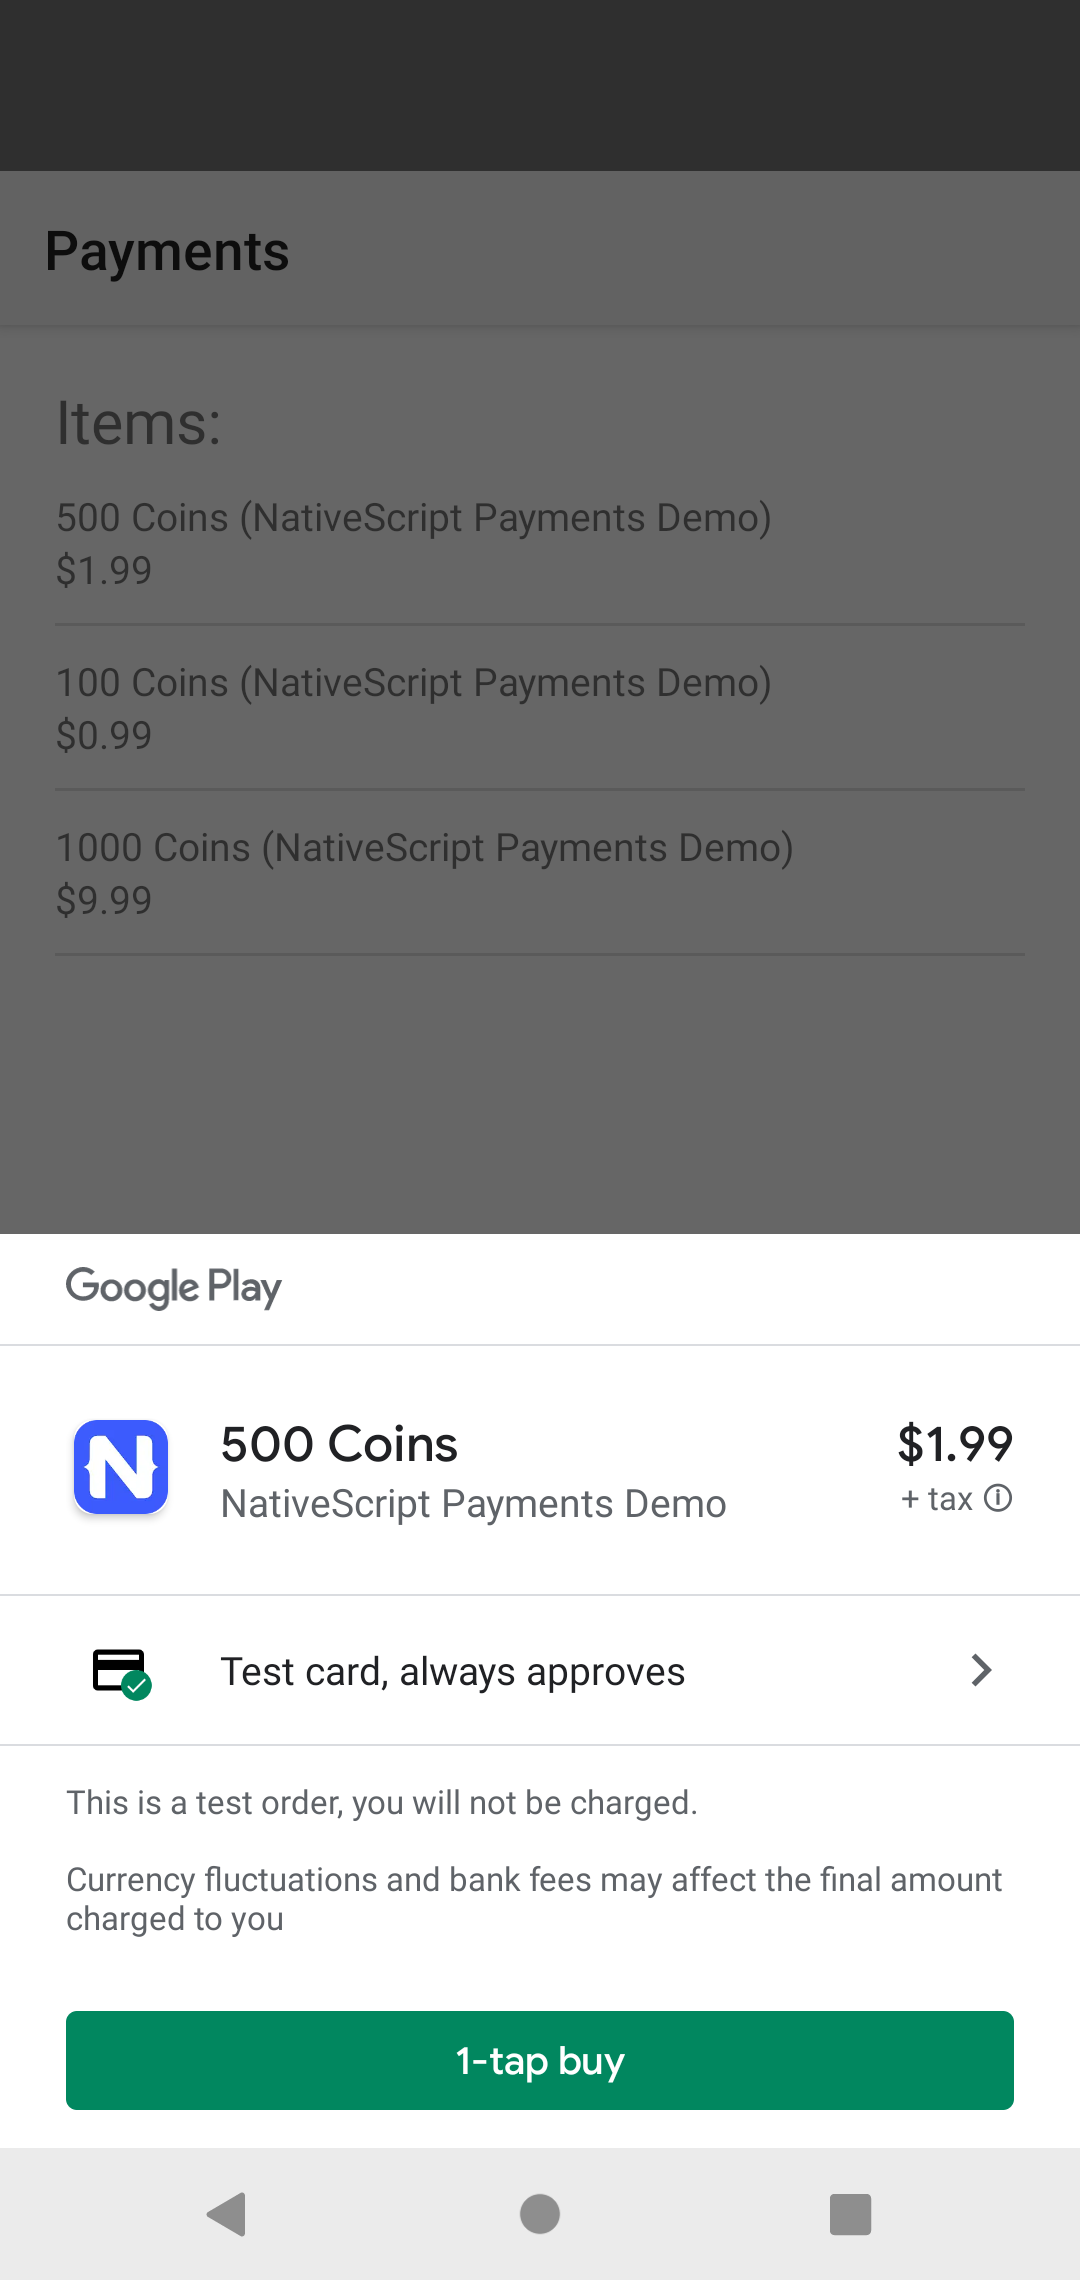 Payments
Items:
500 Coins (NativeScript Payments Demo)
$1.99
100 Coins (NativeScript Payments Demo)
$0.99
1000 Coins (NativeScript Payments Demo)
$9.99
Google Play
500 Coins
$1.99
NativeScript Payments Demo
+ tax
Test card, always approves
This is a test order, you will not be charged.
Currency fluctuations and bank fees may affect the final amount
charged to you
1-tap buy